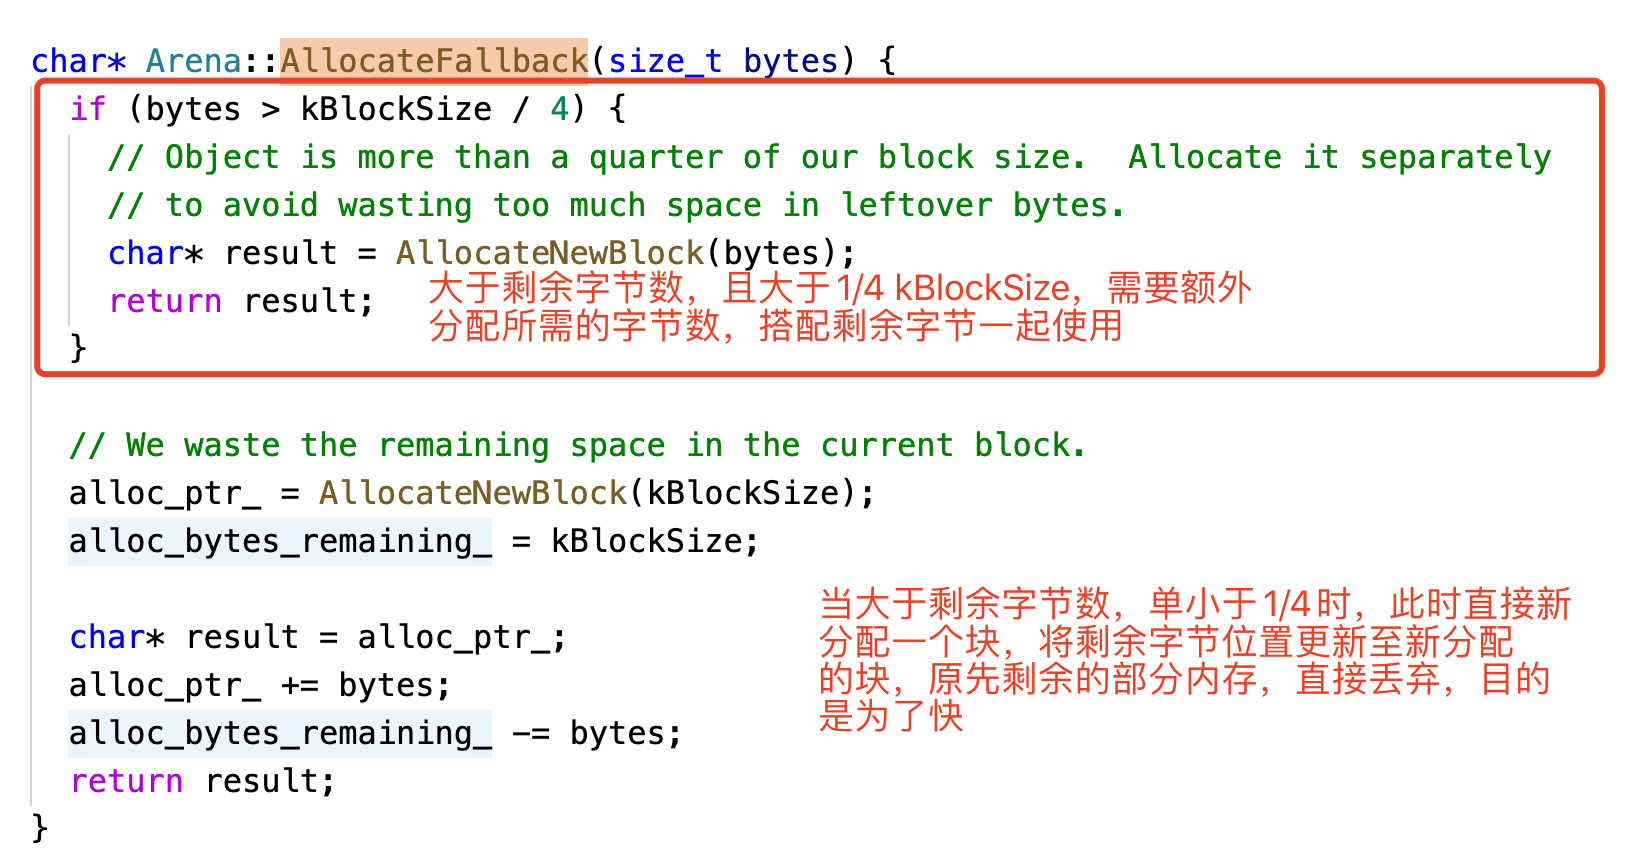 char* Arena::AllocateFallback(size_t bytes) {
if (bytes > kBlockSize / 4) {
// Object is more than a quarter of our block size.  Allocate it separately
// to avoid wasting too much space in leftover bytes.
char* result = AllocateNewBlock(bytes);
return result;
大于剩余字节数，且大于1/4 kBlockSize，需要额外
分配所需的字节数，搭配剩余字节一起使用
}
// We waste the remaining space in the current block.
alloc_ptr_ = AllocateNewBlock(kBlockSize);
alloc_bytes_remaining_ = kBlockSize;
char* result = alloc_ptr_;
alloc_ptr_ += bytes;
alloc_bytes_remaining_ -= bytes;
return result;
当大于剩余字节数，单小于1/4时，此时直接新
分配一个块，将剩余字节位置更新至新分配
的块，原先剩余的部分内存，直接丢弃，目的
是为了快
}